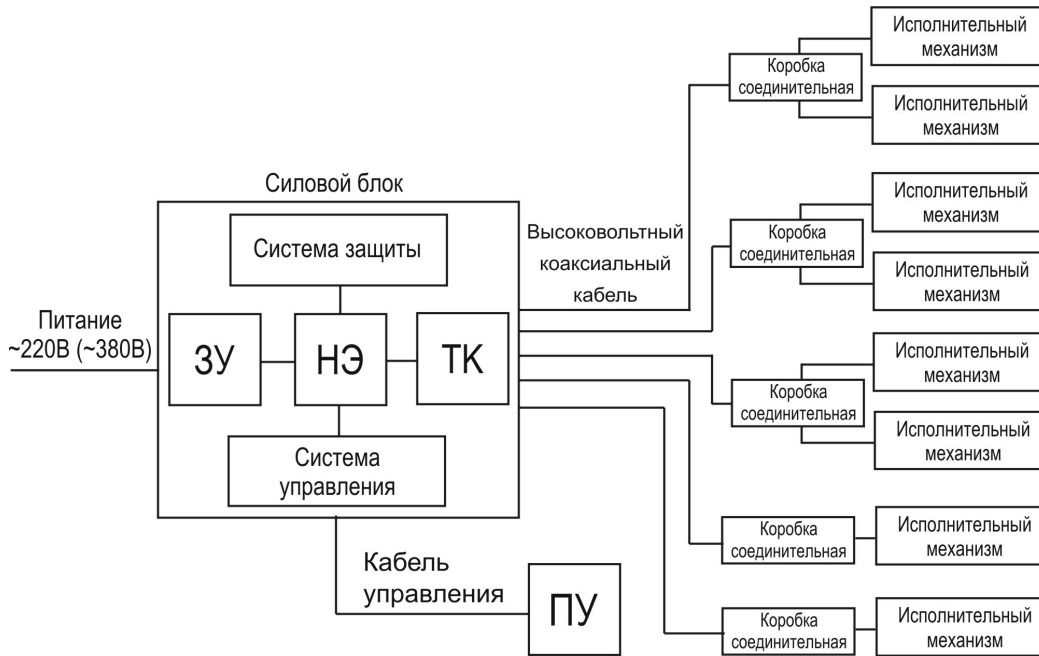 Силовой блок
Система защиты
Питание
~220В (~380В)
ЗУ
НЭ
ТК
Система
управления
Кабель
управления
ПУ
Высоковольтный
коаксиальный
кабель
Коробка
соединительная
Исполнительный
механизм
Исполнительный
механизм
Коробка
соединительная
Исполнительный
механизм
Исполнительный
механизм
Коробка
соединительная
Исполнительный
механизм
Исполнительный
механизм
Коробка
соединительная
Исполнительный
механизм
Коробка
соединительная
Исполнительный
механизм